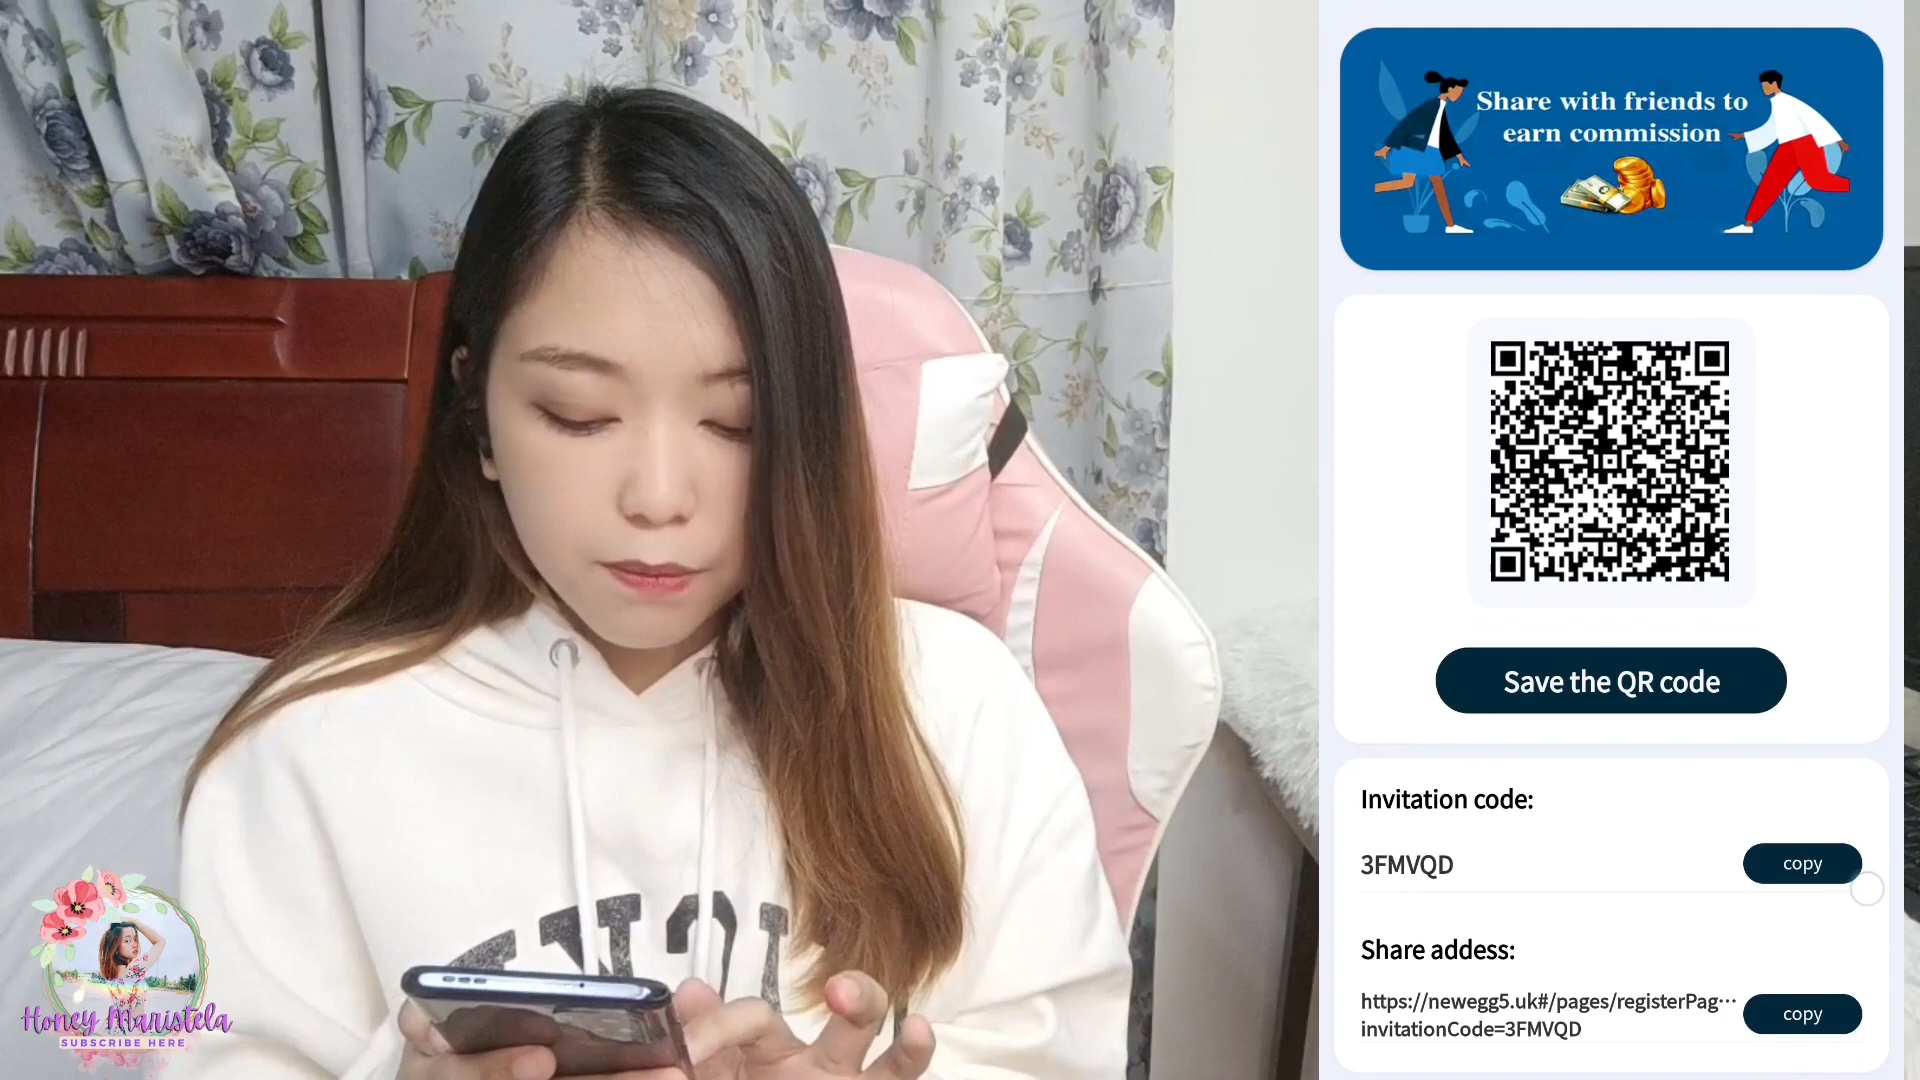 Share with friends to
earn commission
Save the QR code
Invitation code:
3FMVQD
copy
Share addess:
https://newegg5.uk#/pages/registerPag···
invitationCode=3FMVQD
copy
Honey Maristela
SUBSCRIBE HERE